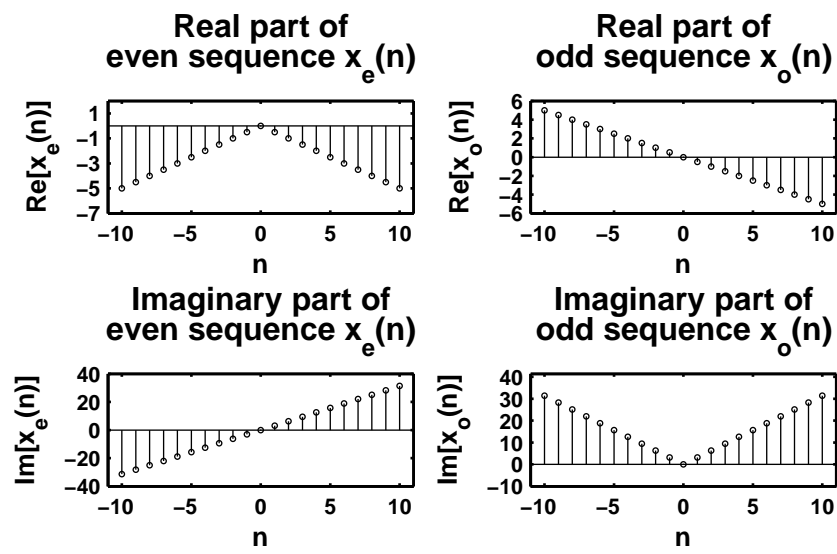 Real part of
even sequence x_e(n)
Re[x_e(n)]
1
−1
−3
−5
−7
−10 −5 0 5 10
n
Real part of
odd sequence x_o(n)
Re[x_o(n)]
6
4
2
0
−2
−4
−6
−10 −5 0 5 10
n
Imaginary part of
even sequence x_e(n)
Im[x_e(n)]
40
20
0
−20
−40
−10 −5 0 5 10
n
Imaginary part of
odd sequence x_o(n)
Im[x_o(n)]
40
30
20
10
0
−10
−10 −5 0 5 10
n